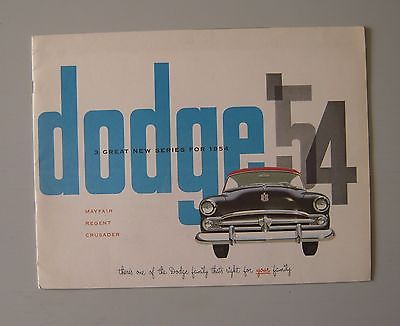 dodge '54
3 GREAT NEW SERIES FOR 1954
MAYFAIR
REGENT
CRUSADER
there's one of the Dodge family that's right for your family